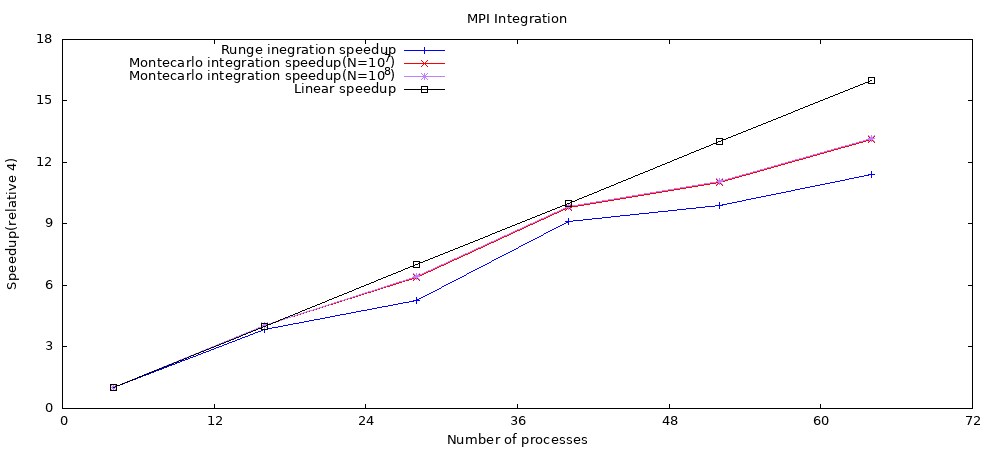 MPI Integration
Runge inegration speedup
Montecarlo integration speedup(N=10^7)
Montecarlo integration speedup(N=10^8)
Linear speedup
18
15
12
9
6
3
0
Speedup(relative 4)
0 12 24 36 48 60 72
Number of processes